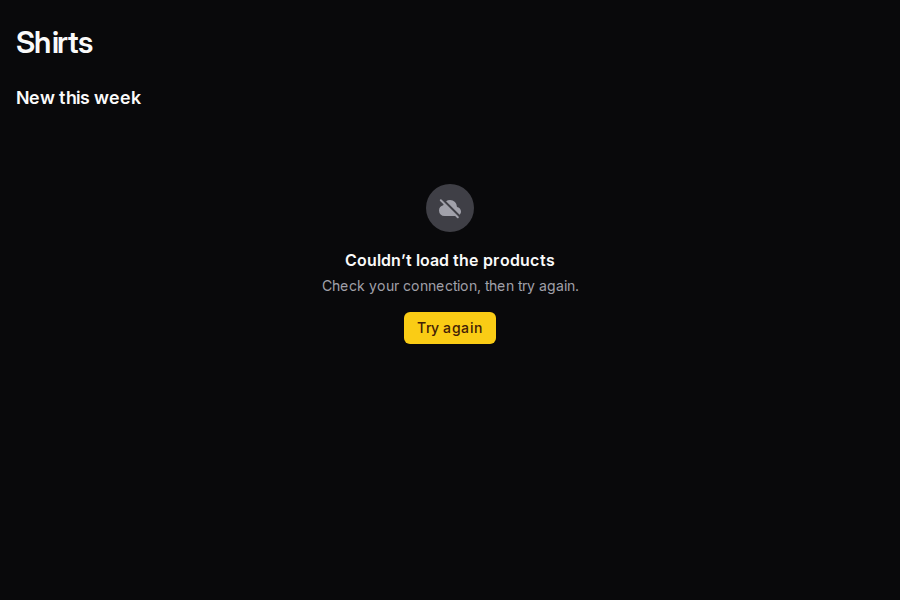 Shirts
New this week
Couldn’t load the products
Check your connection, then try again.
Try again